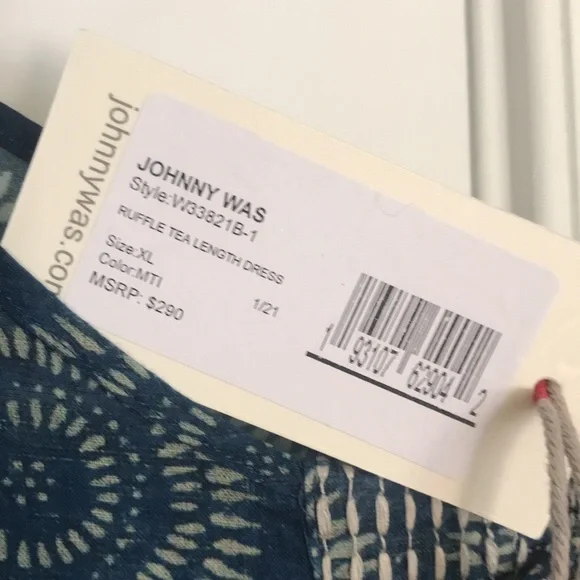 johnnywas.com
JOHNNY WAS
Style:W33821B-1
RUFFLE TEA LENGTH DRESS
Size:XL
Color:MTI 1/21
MSRP: $290
1 93107 62904 2